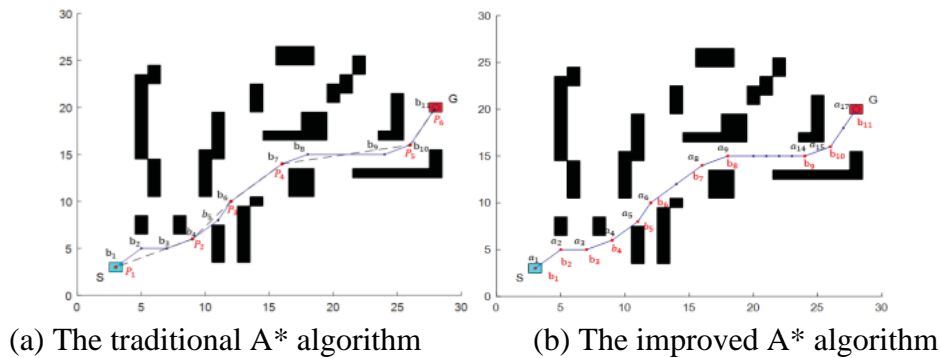 30
25
20
15
10
5
0
0
5
10
15
20
25
30
S
G
b₁
b₂
b₃
b₄
b₅
b₆
b₇
b₈
b₉
b₁₀
b₁₁
P₁
P₂
P₃
P₄
P₅
P₆
30
25
20
15
10
5
0
0
5
10
15
20
25
30
S
G
a₁
a₂
a₃
a₄
a₅
a₆
a₈
a₉
a₁₄
a₁₅
a₁₇
b₁
b₂
b₃
b₄
b₅
b₆
b₇
b₈
b₉
b₁₀
b₁₁
(a) The traditional A* algorithm
(b) The improved A* algorithm